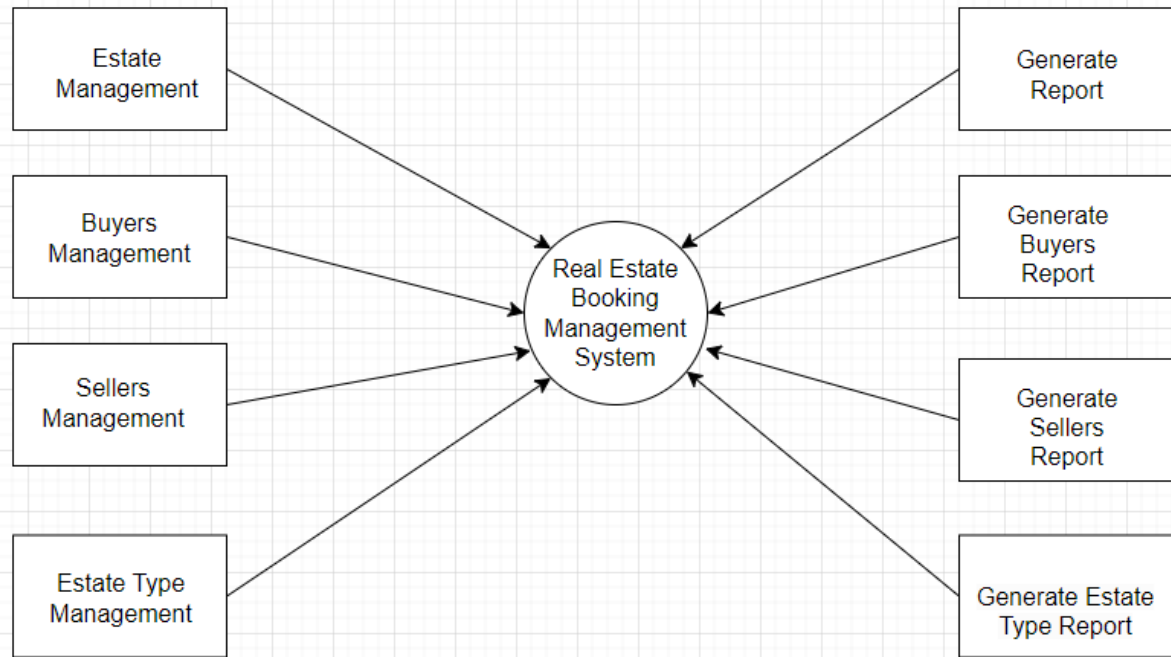 Estate
Management
Buyers
Management
Sellers
Management
Estate Type
Management
Real Estate
Booking
Management
System
Generate
Report
Generate
Buyers
Report
Generate
Sellers
Report
Generate Estate
Type Report